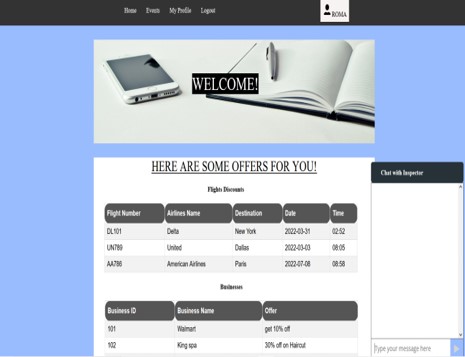 Home Events My Profile Logout ROMA
WELCOME!
HERE ARE SOME OFFERS FOR YOU!
Flights Discounts
Flight Number Airlines Name Destination Date Time
DL101 Delta New York 2022-03-31 02:52
UN789 United Dallas 2022-03-03 08:05
AA786 American Airlines Paris 2022-07-08 08:58
Businesses
Business ID Business Name Offer
101 Walmart get 10% off
102 King spa 30% off on Haircut
Chat with Inspector
Type your message here